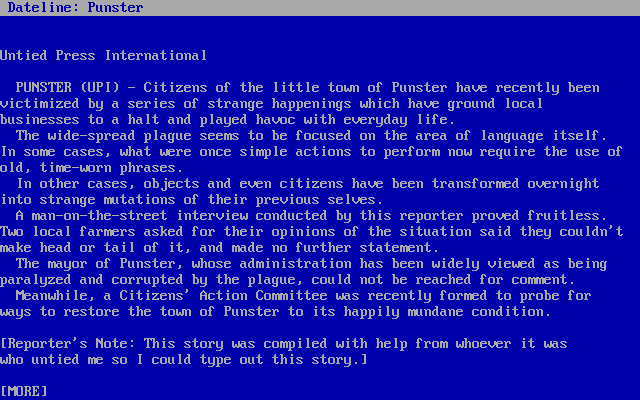 Dateline: Punster
Untied Press International
PUNSTER (UPI) - Citizens of the little town of Punster have recently been
victimized by a series of strange happenings which have ground local
businesses to a halt and played havoc with everyday life.
The wide-spread plague seems to be focused on the area of language itself.
In some cases, what were once simple actions to perform now require the use of
old, time-worn phrases.
In other cases, objects and even citizens have been transformed overnight
into strange mutations of their previous selves.
A man-on-the-street interview conducted by this reporter proved fruitless.
Two local farmers asked for their opinions of the situation said they couldn't
make head or tail of it, and made no further statement.
The mayor of Punster, whose administration has been widely viewed as being
paralyzed and corrupted by the plague, could not be reached for comment.
Meanwhile, a Citizens' Action Committee was recently formed to probe for
ways to restore the town of Punster to its happily mundane condition.
[Reporter's Note: This story was compiled with help from whoever it was
who untied me so I could type out this story.]
[MORE]